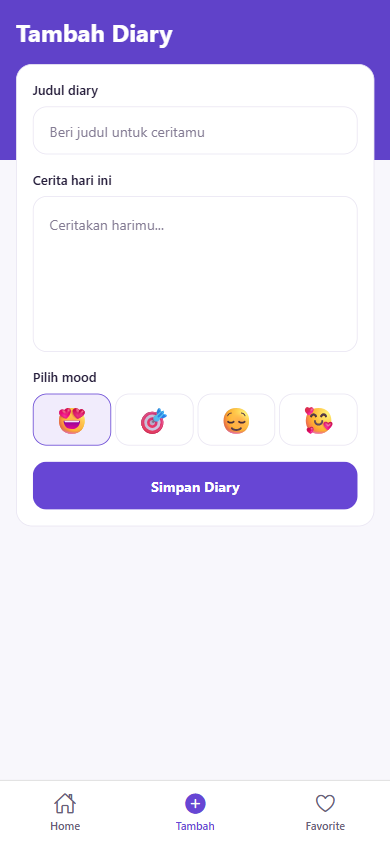 Tambah Diary
Judul diary
Beri judul untuk ceritamu
Cerita hari ini
Ceritakan harimu...
Pilih mood
Simpan Diary
Home
Tambah
Favorite